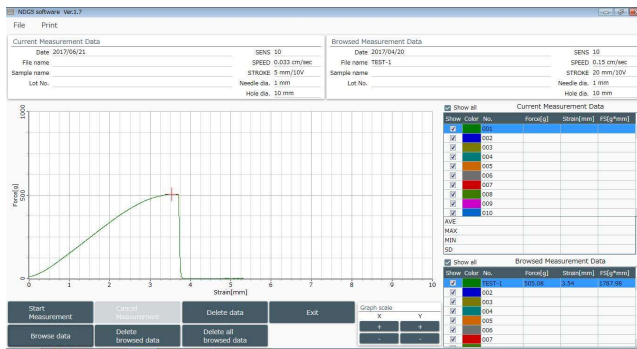 NDGS software Ver.1.7
File Print
Current Measurement Data
Date 2017/06/21 SENS 10
File name SPEED 0.033 cm/sec
Sample name STROKE 5 mm/10V
Lot No. Needle dia. 1 mm
Hole dia. 10 mm
Browsed Measurement Data
Date 2017/04/20 SENS 10
File name TEST-1 SPEED 0.15 cm/sec
Sample name STROKE 20 mm/10V
Lot No. Needle dia. 1 mm
Hole dia. 10 mm
1000
500
0
Force[g]
0 1 2 3 4 5 6 7 8 9 10
Strain[mm]
Show all Current Measurement Data
Show Color No. Force[g] Strain[mm] FS[g*mm]
001
002
003
004
005
006
007
008
009
010
AVE
MAX
MIN
SD
Show all Browsed Measurement Data
Show Color No. Force[g] Strain[mm] FS[g*mm]
TEST-1 505.08 3.54 1787.98
002
003
004
005
006
007
Start Measurement
Cancel Measurement
Delete data
Exit
Browse data
Delete browsed data
Delete all browsed data
Graph scale
X Y
+ +
- -